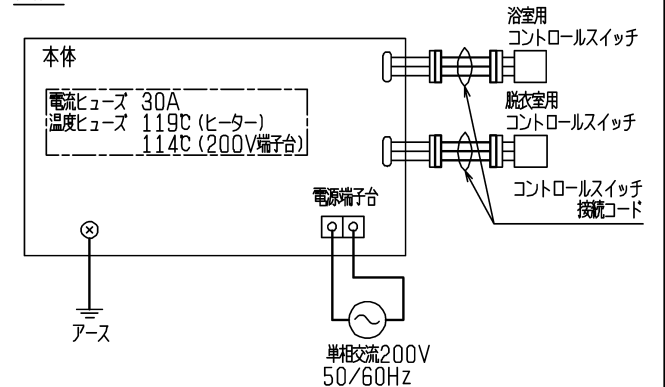 浴室用
コントロールスイッチ
本体
電流ヒューズ 30A
温度ヒューズ 119℃(ヒーター)
114℃(200V端子台)
脱衣室用
コントロールスイッチ
コントロールスイッチ
接続コード
電源端子台
アース
単相交流200V
50/60Hz